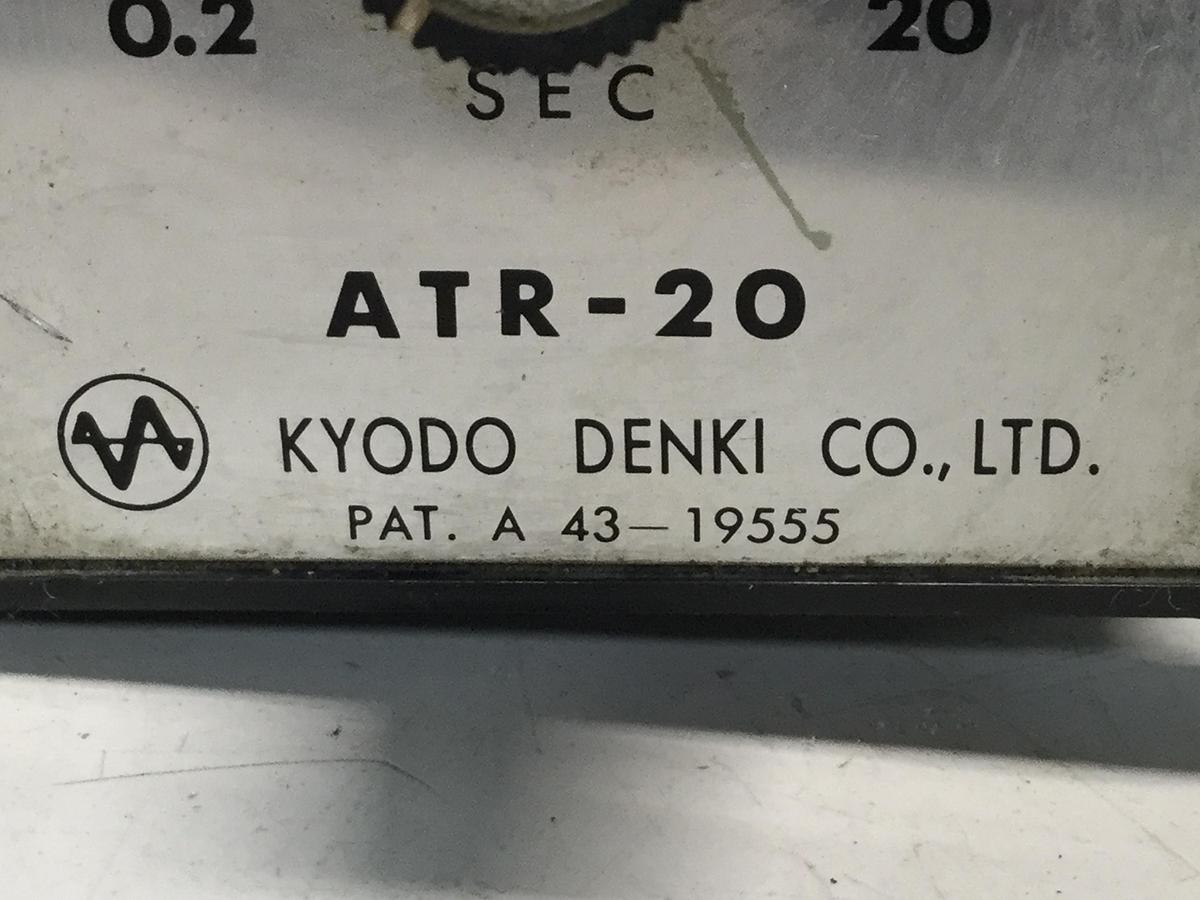 0.2 20
SEC
ATR-20
KYODO DENKI CO., LTD.
PAT. A 43-19555